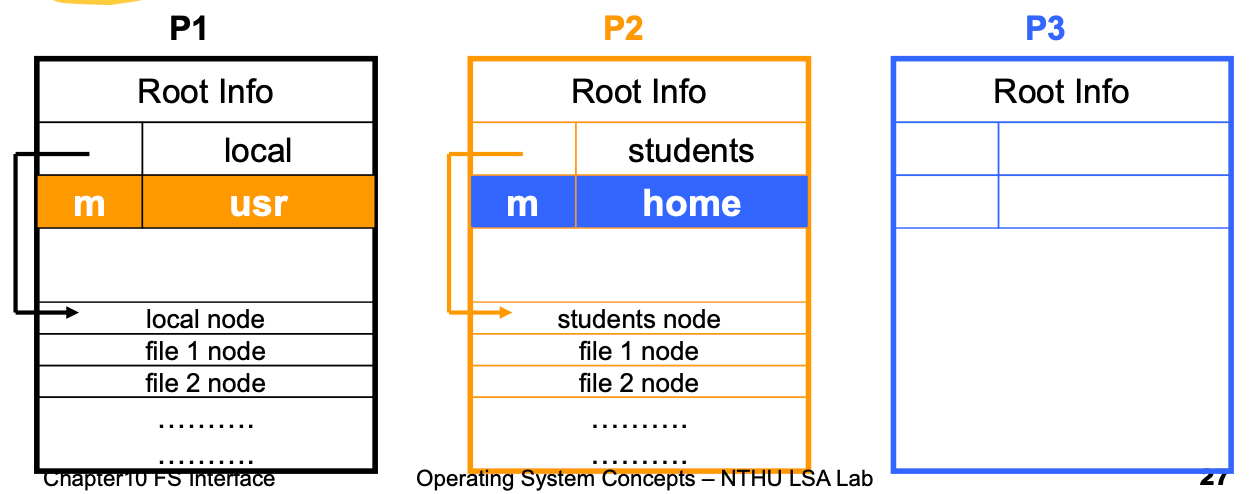 P1 P2 P3
Root Info Root Info Root Info
local students
m usr m home
local node students node
file 1 node file 1 node
file 2 node file 2 node
.......... ..........
.......... ..........
Chapter10 FS Interface Operating System Concepts – NTHU LSA Lab 27